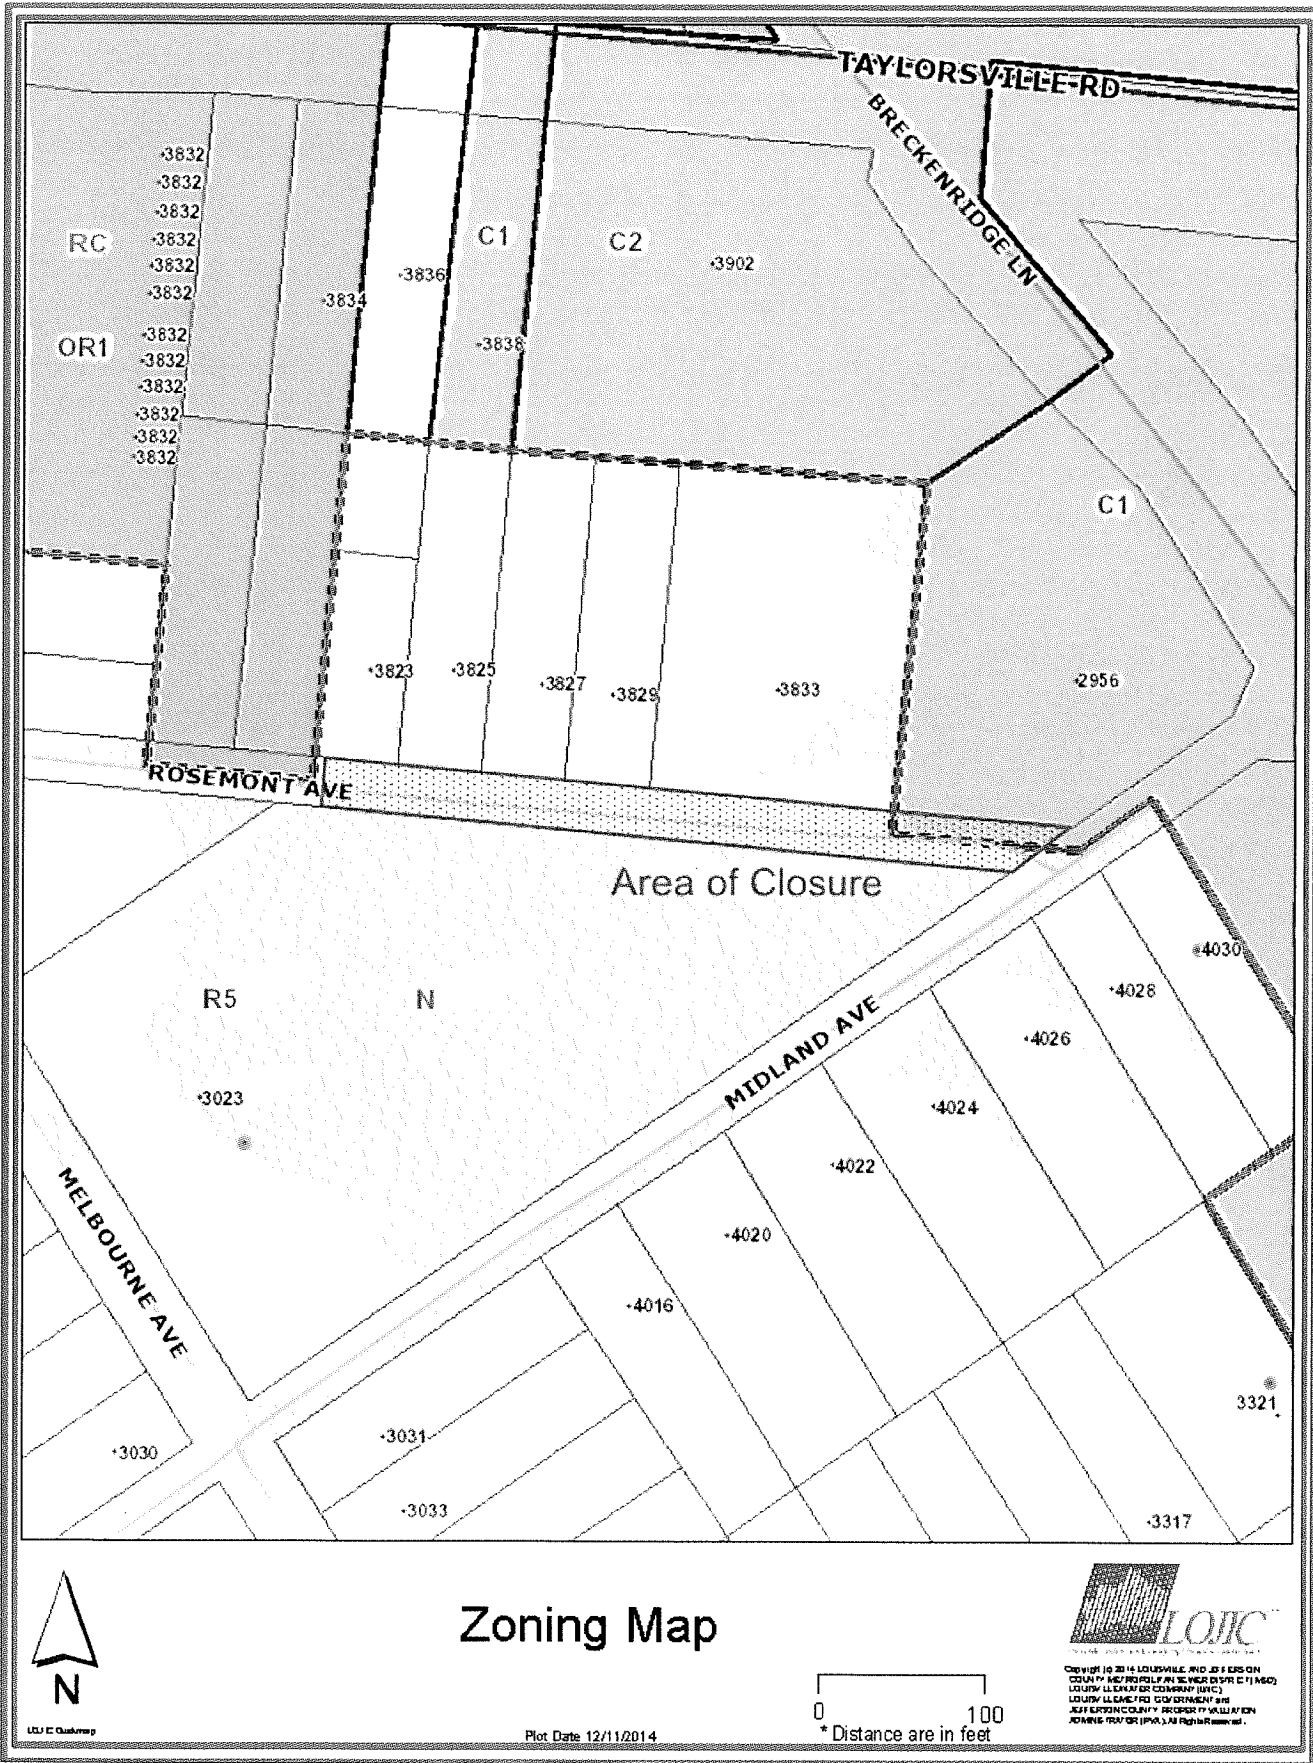 TAYLORSVILLE RD
BRECKENRIDGE LN
3832
3832
3832
RC
3832
C1
C2
3902
3832
3836
3832
3834
OR1
3832
3838
3832
3832
3832
3832
3832
C1
3823
3825
3827
3829
3833
2956
ROSEMONT AVE
Area of Closure
4030
R5
N
4028
MIDLAND AVE
4026
3023
4024
4022
MELBOURNE AVE
4020
4016
3321
3031
3030
3033
3317
N
Zoning Map
LOJIC
0 100
* Distance are in feet
Plot Date 12/11/2014